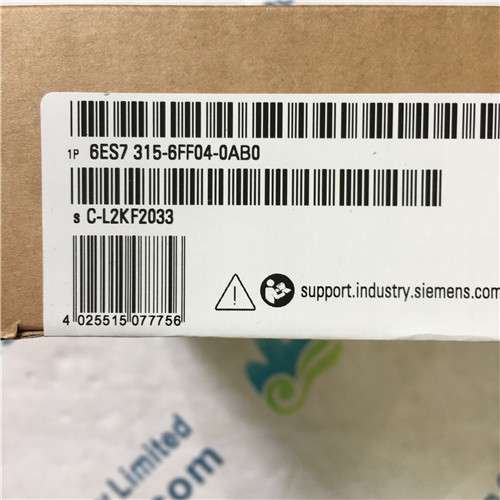 1P 6ES7 315-6FF04-0AB0
S C-L2KF2033
support.industry.siemens.com
4 025515 077756
Limited
.com